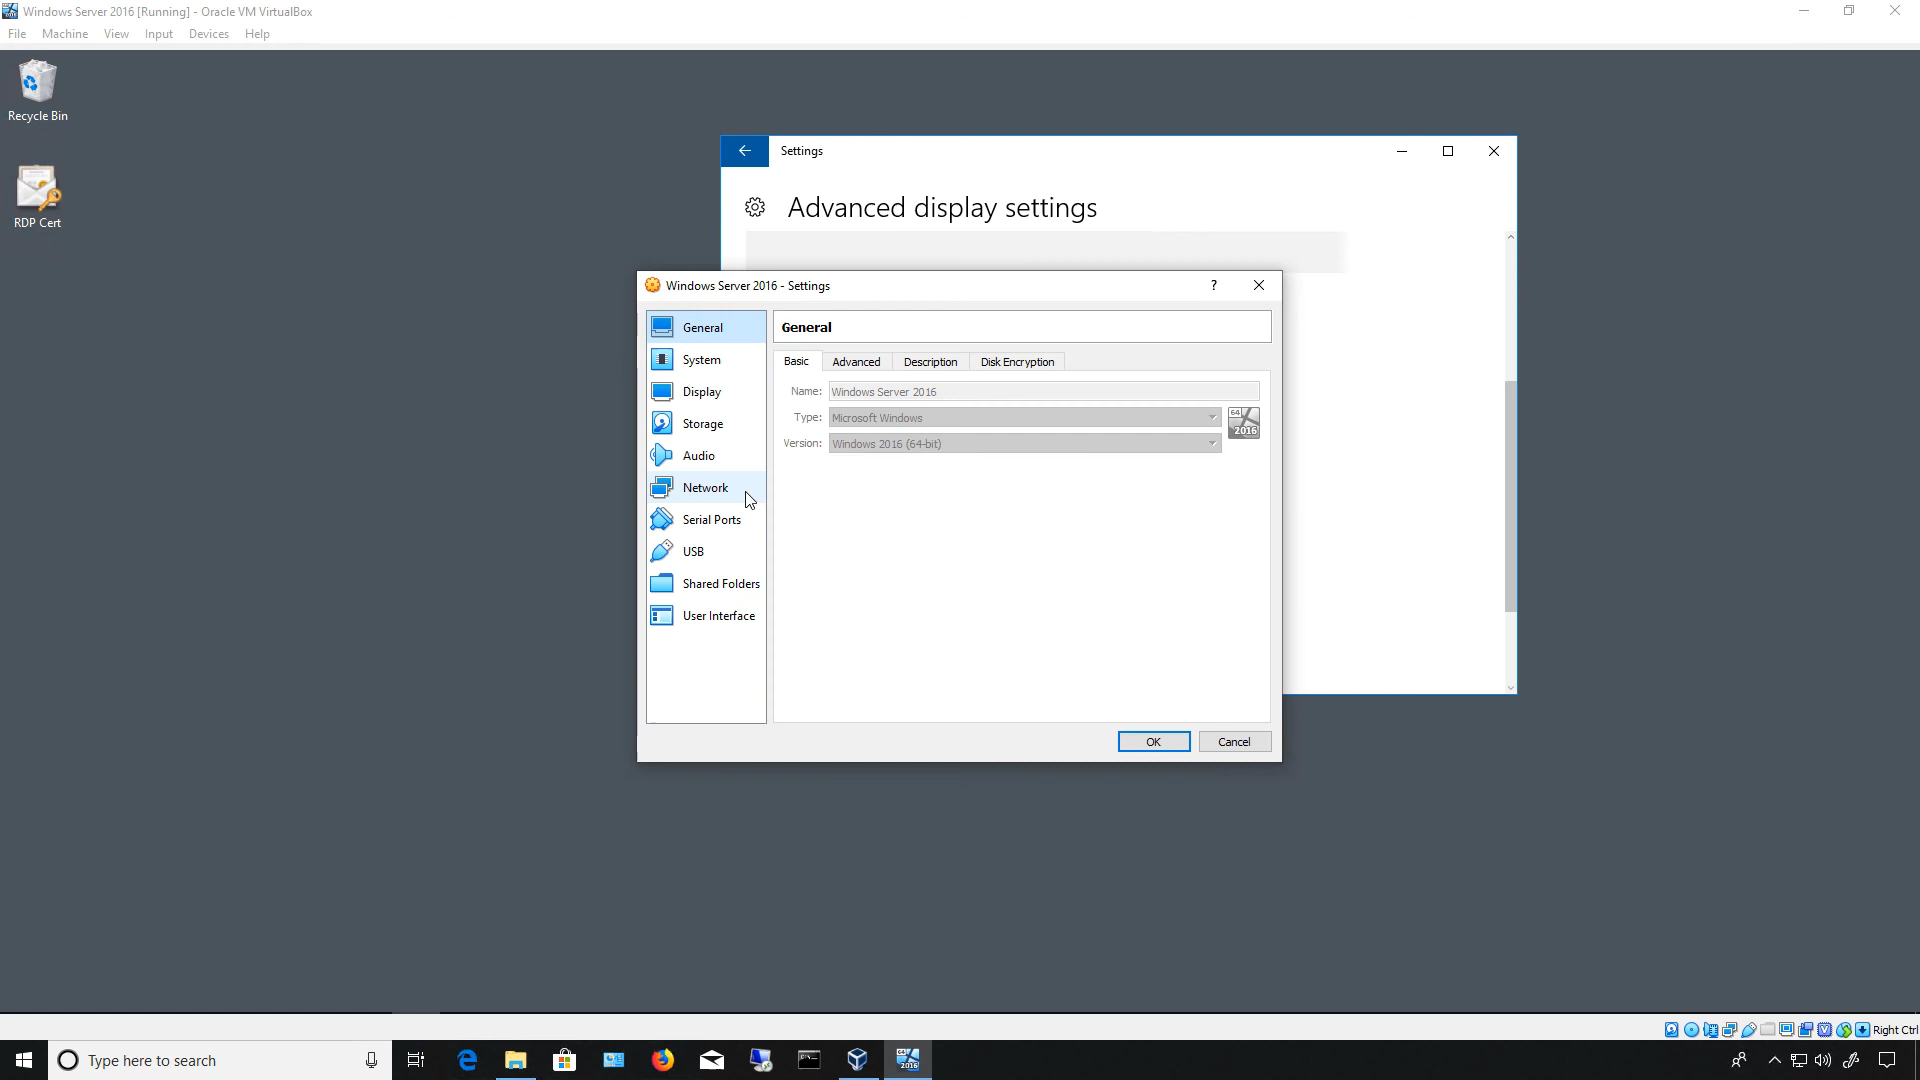 Windows Server 2016 [Running] - Oracle VM VirtualBox
File Machine View Input Devices Help
Recycle Bin
RDP Cert
Settings
Advanced display settings
Windows Server 2016 - Settings
?
General
System
Display
Storage
Audio
Network
Serial Ports
USB
Shared Folders
User Interface
General
Basic Advanced Description Disk Encryption
Name: Windows Server 2016
Type: Microsoft Windows
Version: Windows 2016 (64-bit)
64
2016
OK Cancel
Right Ctrl
Type here to search
2016